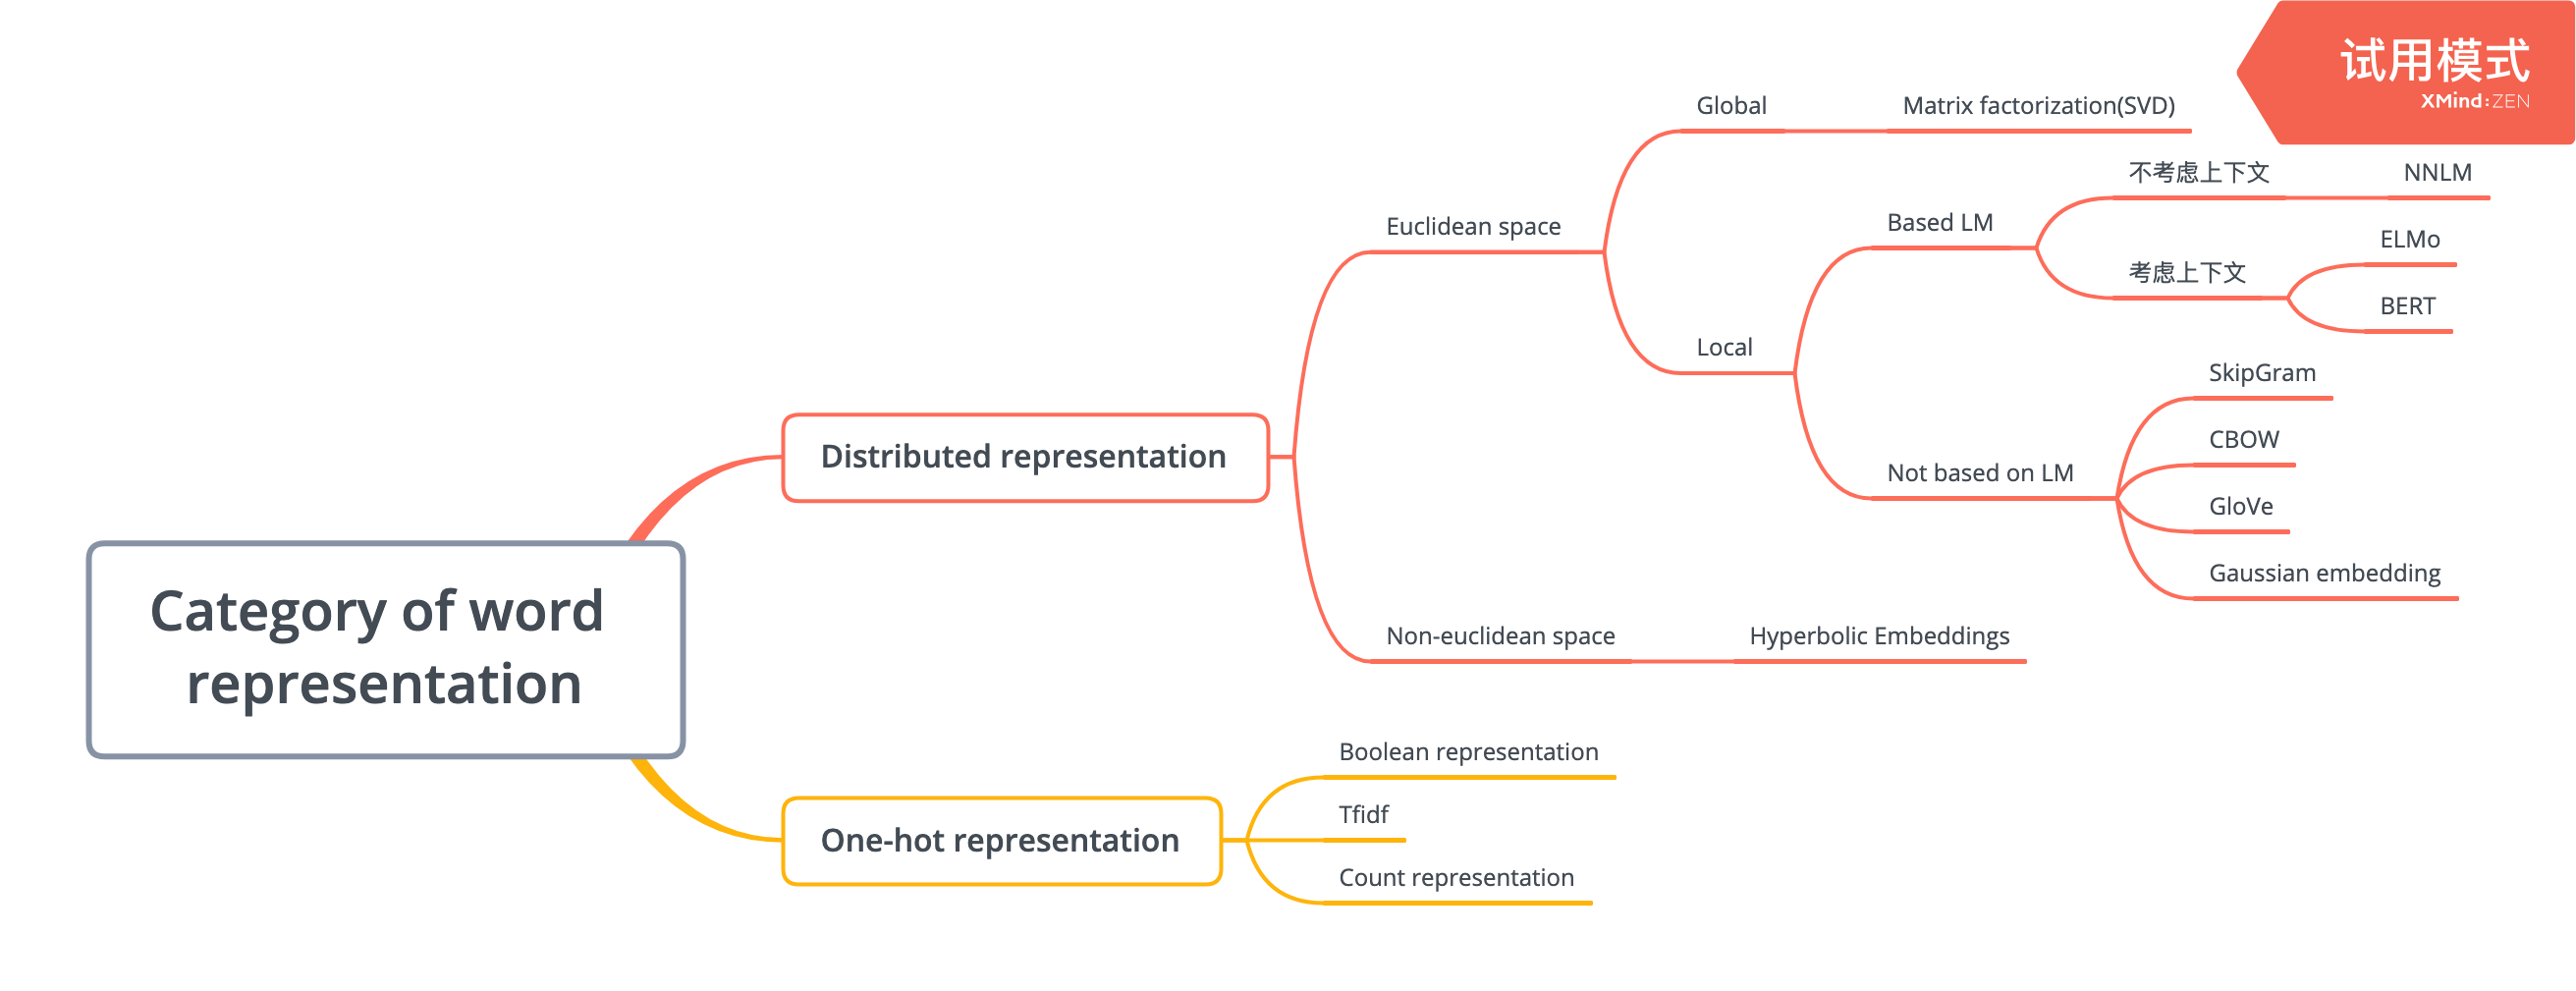 试用模式
XMind:ZEN
Global
Matrix factorization(SVD)
不考虑上下文
NNLM
Euclidean space
Based LM
ELMo
考虑上下文
BERT
Local
SkipGram
CBOW
Distributed representation
Not based on LM
GloVe
Gaussian embedding
Category of word
representation
Non-euclidean space
Hyperbolic Embeddings
Boolean representation
Tfidf
One-hot representation
Count representation